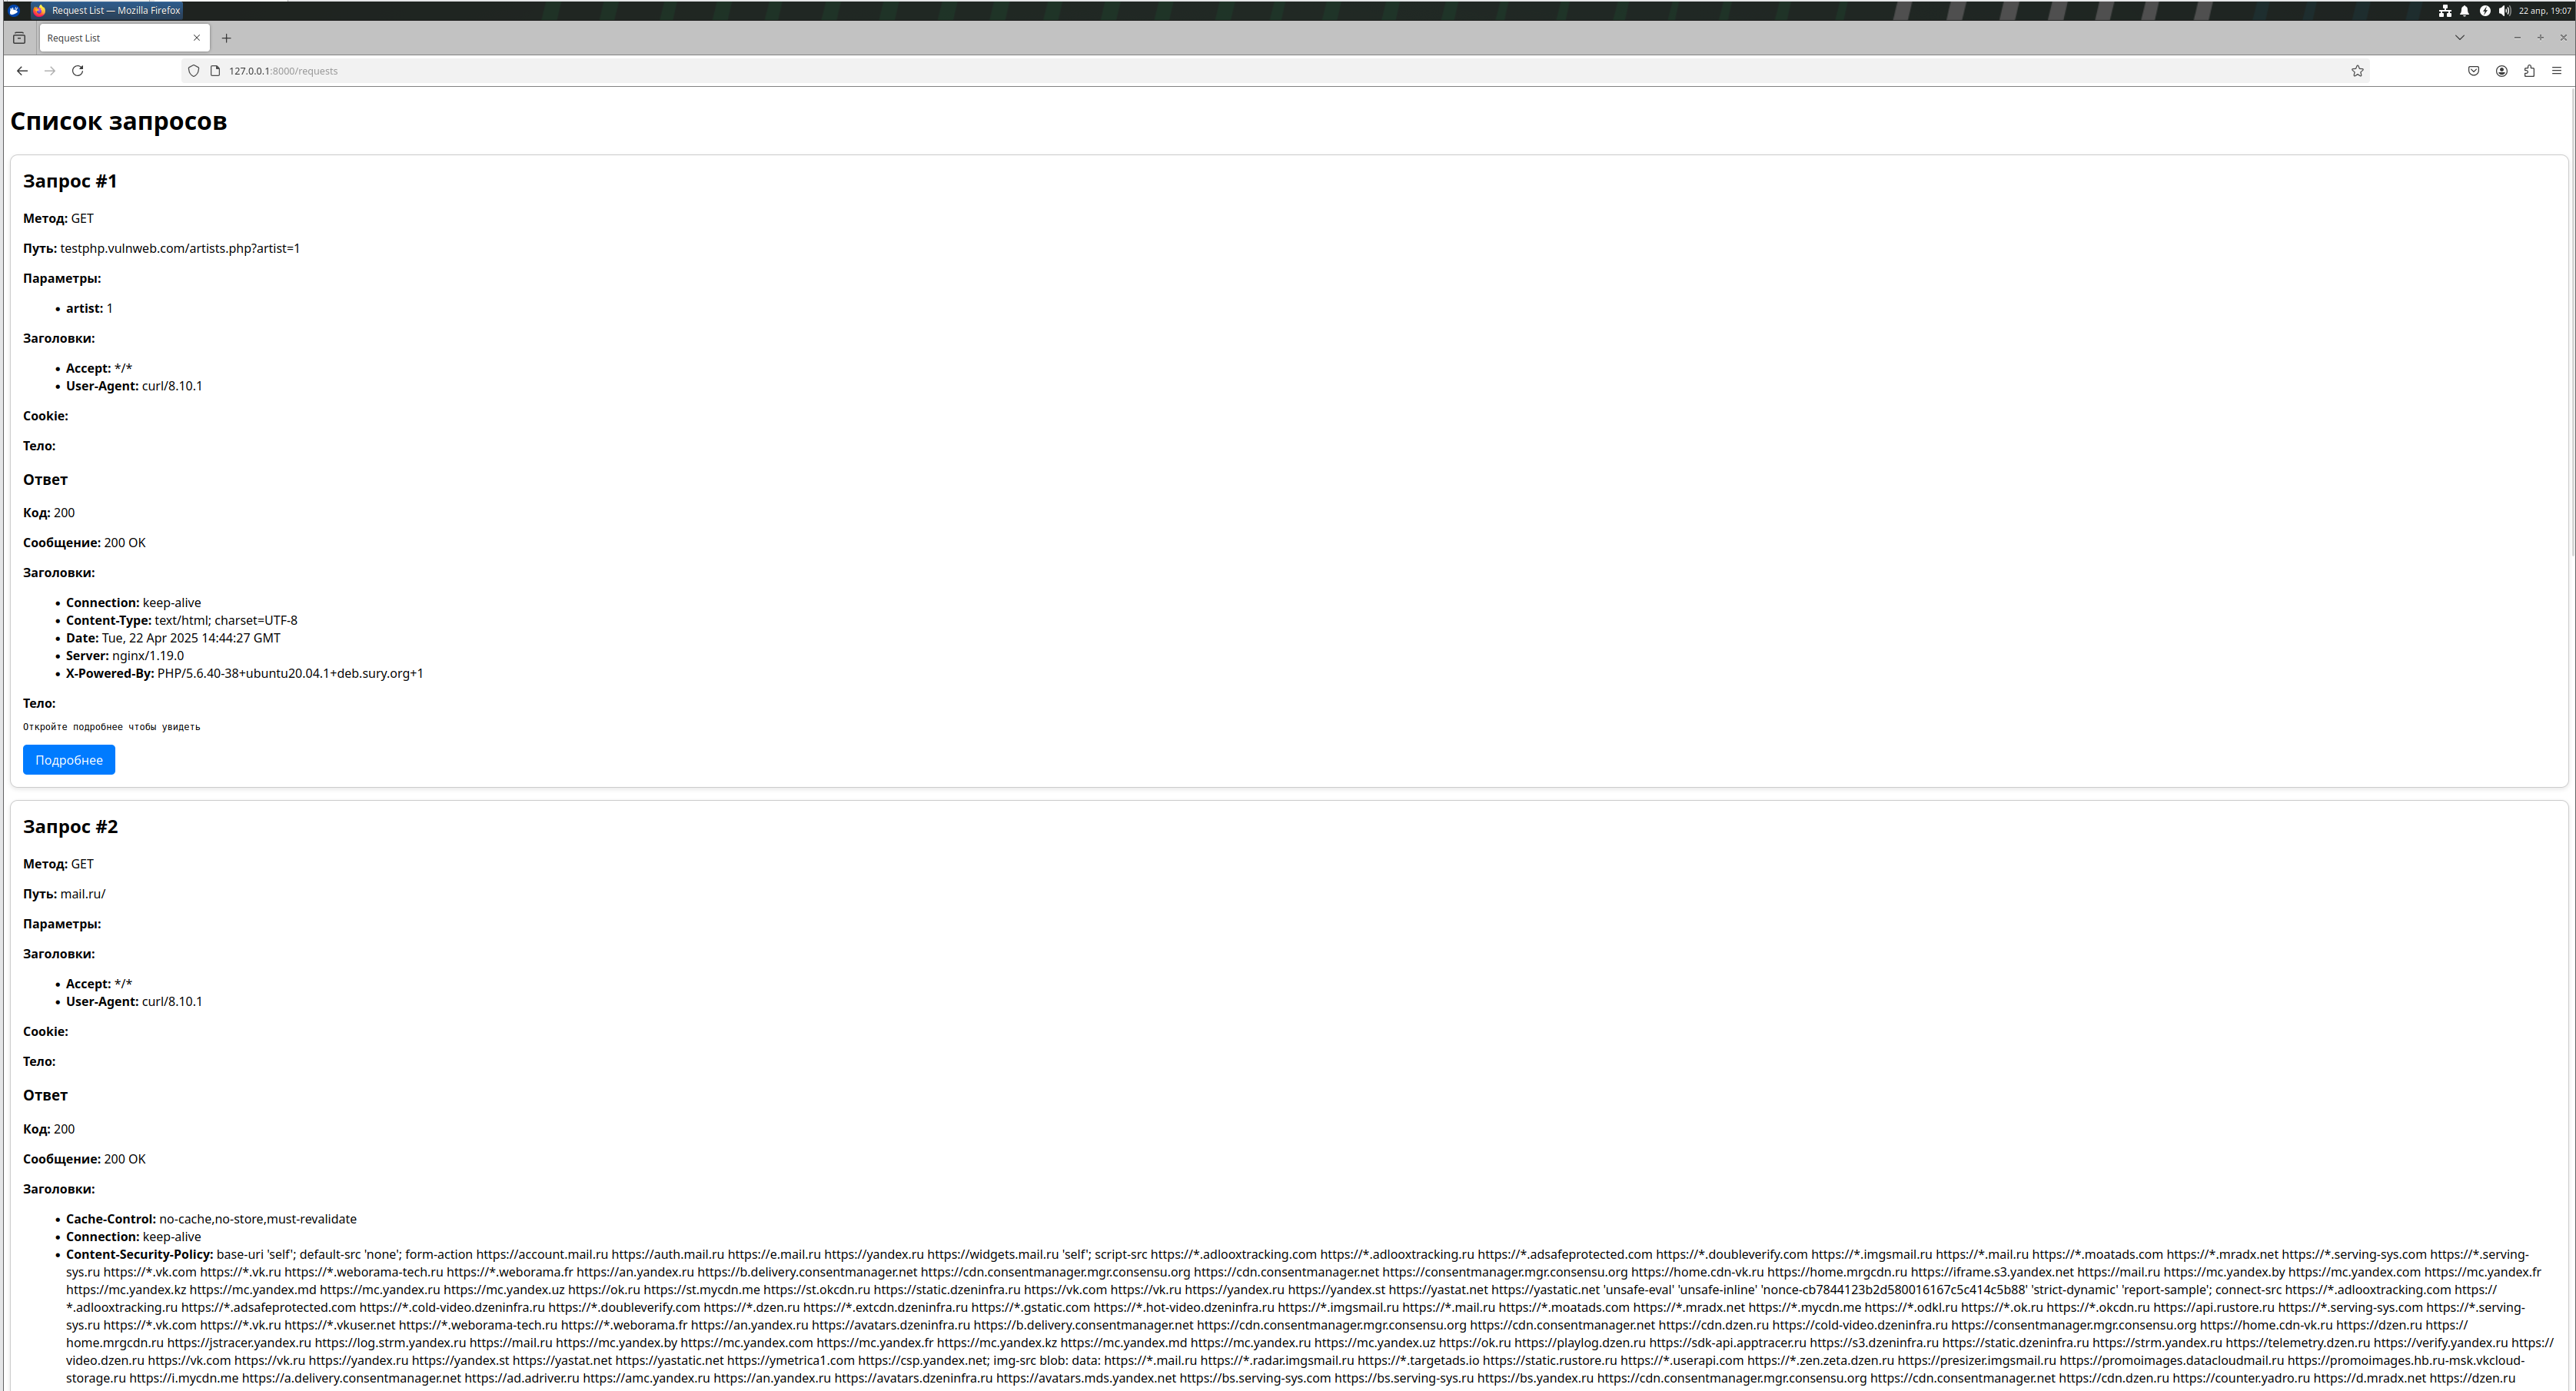 Request List — Mozilla Firefox
22 апр, 19:07
Request List
127.0.0.1:8000/requests
Список запросов
Запрос #1
Метод: GET
Путь: testphp.vulnweb.com/artists.php?artist=1
Параметры:
• artist: 1
Заголовки:
• Accept: */*
• User-Agent: curl/8.10.1
Cookie:
Тело:
Ответ
Код: 200
Сообщение: 200 OK
Заголовки:
• Connection: keep-alive
• Content-Type: text/html; charset=UTF-8
• Date: Tue, 22 Apr 2025 14:44:27 GMT
• Server: nginx/1.19.0
• X-Powered-By: PHP/5.6.40-38+ubuntu20.04.1+deb.sury.org+1
Тело:
Откройте подробнее чтобы увидеть
Подробнее
Запрос #2
Метод: GET
Путь: mail.ru/
Параметры:
Заголовки:
• Accept: */*
• User-Agent: curl/8.10.1
Cookie:
Тело:
Ответ
Код: 200
Сообщение: 200 OK
Заголовки:
• Cache-Control: no-cache,no-store,must-revalidate
• Connection: keep-alive
• Content-Security-Policy: base-uri 'self'; default-src 'none'; form-action https://account.mail.ru https://auth.mail.ru https://e.mail.ru https://yandex.ru https://widgets.mail.ru 'self'; script-src https://*.adlooxtracking.com https://*.adlooxtracking.ru https://*.adsafeprotected.com https://*.doubleverify.com https://*.imgsmail.ru https://*.mail.ru https://*.moatads.com https://*.mradx.net https://*.serving-sys.com https://*.serving-
sys.ru https://*.vk.com https://*.vk.ru https://*.weborama-tech.ru https://*.weborama.fr https://an.yandex.ru https://b.delivery.consentmanager.net https://cdn.consentmanager.mgr.consensu.org https://cdn.consentmanager.net https://consentmanager.mgr.consensu.org https://home.cdn-vk.ru https://home.mrgcdn.ru https://iframe.s3.yandex.net https://mail.ru https://mc.yandex.by https://mc.yandex.com https://mc.yandex.fr
https://mc.yandex.kz https://mc.yandex.md https://mc.yandex.ru https://mc.yandex.uz https://ok.ru https://st.mycdn.me https://st.okcdn.ru https://static.dzeninfra.ru https://vk.com https://vk.ru https://yandex.ru https://yandex.st https://yastat.net https://yastatic.net 'unsafe-eval' 'unsafe-inline' 'nonce-cb7844123b2d580016167c5c414c5b88' 'strict-dynamic' 'report-sample'; connect-src https://*.adlooxtracking.com https://
*.adlooxtracking.ru https://*.adsafeprotected.com https://*.cold-video.dzeninfra.ru https://*.doubleverify.com https://*.dzen.ru https://*.extcdn.dzeninfra.ru https://*.gstatic.com https://*.hot-video.dzeninfra.ru https://*.imgsmail.ru https://*.mail.ru https://*.moatads.com https://*.mradx.net https://*.mycdn.me https://*.odkl.ru https://*.ok.ru https://*.okcdn.ru https://api.rustore.ru https://*.serving-sys.com https://*.serving-
sys.ru https://*.vk.com https://*.vk.ru https://*.vkuser.net https://*.weborama-tech.ru https://*.weborama.fr https://an.yandex.ru https://avatars.dzeninfra.ru https://b.delivery.consentmanager.net https://cdn.consentmanager.mgr.consensu.org https://cdn.consentmanager.net https://cdn.dzen.ru https://cold-video.dzeninfra.ru https://consentmanager.mgr.consensu.org https://home.cdn-vk.ru https://dzen.ru https://
home.mrgcdn.ru https://jstracer.yandex.ru https://log.strm.yandex.ru https://mail.ru https://mc.yandex.by https://mc.yandex.com https://mc.yandex.fr https://mc.yandex.kz https://mc.yandex.md https://mc.yandex.ru https://mc.yandex.uz https://ok.ru https://playlog.dzen.ru https://sdk-api.apptracer.ru https://s3.dzeninfra.ru https://static.dzeninfra.ru https://strm.yandex.ru https://telemetry.dzen.ru https://verify.yandex.ru https://
video.dzen.ru https://vk.com https://vk.ru https://yandex.ru https://yandex.st https://yastat.net https://yastatic.net https://ymetrica1.com https://csp.yandex.net; img-src blob: data: https://*.mail.ru https://*.radar.imgsmail.ru https://*.targetads.io https://static.rustore.ru https://*.userapi.com https://*.zen.zeta.dzen.ru https://presizer.imgsmail.ru https://promoimages.datacloudmail.ru https://promoimages.hb.ru-msk.vkcloud-
storage.ru https://i.mycdn.me https://a.delivery.consentmanager.net https://ad.adriver.ru https://amc.yandex.ru https://an.yandex.ru https://avatars.dzeninfra.ru https://avatars.mds.yandex.net https://bs.serving-sys.com https://bs.serving-sys.ru https://bs.yandex.ru https://cdn.consentmanager.mgr.consensu.org https://cdn.consentmanager.net https://cdn.dzen.ru https://counter.yadro.ru https://d.mradx.net https://dzen.ru